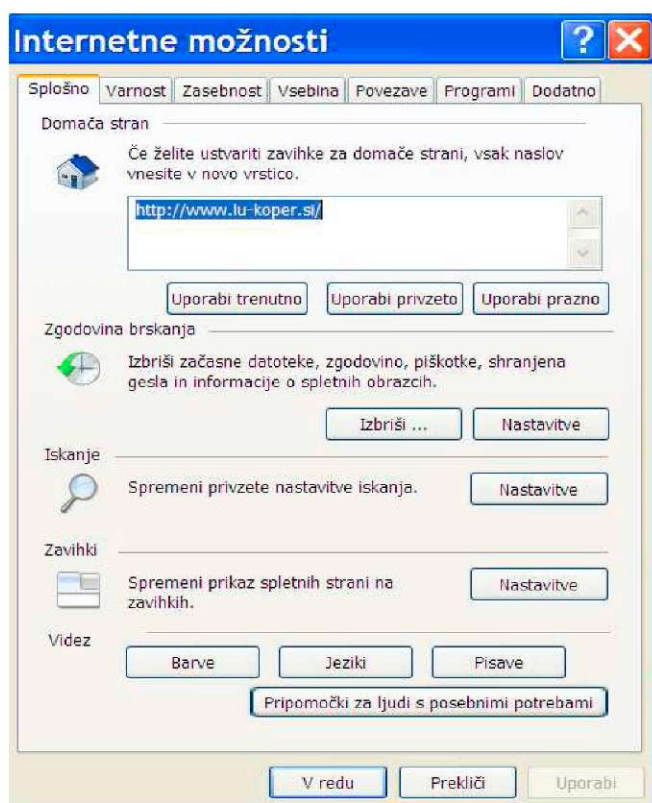 Internetne možnosti
Splošno Varnost Zasebnost Vsebina Povezave Programi Dodatno
Domača stran
Če želite ustvariti zavihke za domače strani, vsak naslov
vnesite v novo vrstico.
http://www.lu-koper.si/
Uporabi trenutno Uporabi privzeto Uporabi prazno
Zgodovina brskanja
Izbriši začasne datoteke, zgodovino, piškotke, shranjena
gesla in informacije o spletnih obrazcih.
Izbriši ... Nastavitve
Iskanje
Spremeni privzete nastavitve iskanja. Nastavitve
Zavihki
Spremeni prikaz spletnih strani na Nastavitve
zavihkih.
Videz
Barve Jeziki Pisave
Pripomočki za ljudi s posebnimi potrebami
V redu Prekliči Uporabi